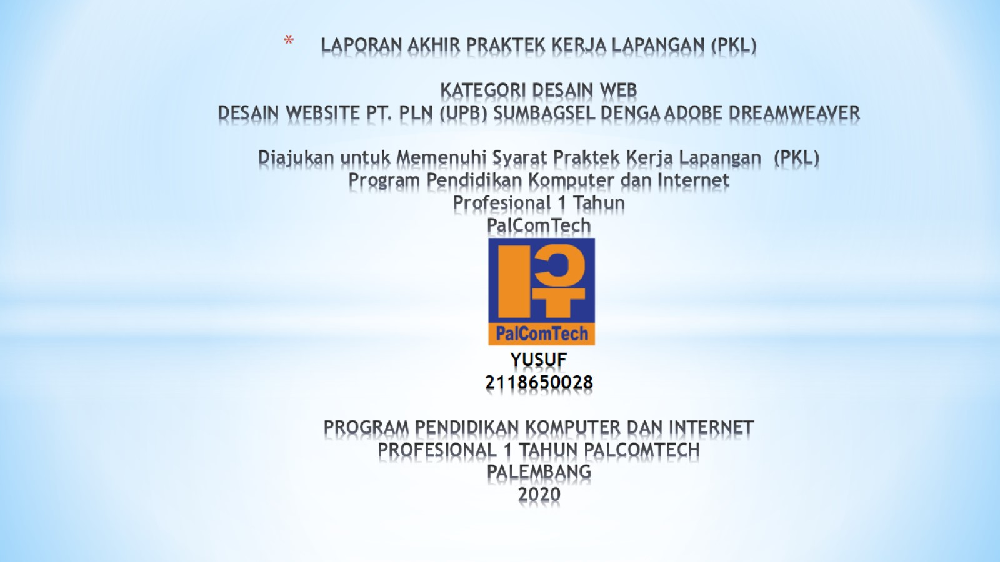 * LAPORAN AKHIR PRAKTEK KERJA LAPANGAN (PKL)
KATEGORI DESAIN WEB
DESAIN WEBSITE PT. PLN (UPB) SUMBAGSEL DENGA ADOBE DREAMWEAVER
Diajukan untuk Memenuhi Syarat Praktek Kerja Lapangan (PKL)
Program Pendidikan Komputer dan Internet
Profesional 1 Tahun
PalComTech
PalComTech
YUSUF
2118650028
PROGRAM PENDIDIKAN KOMPUTER DAN INTERNET
PROFESIONAL 1 TAHUN PALCOMTECH
PALEMBANG
2020